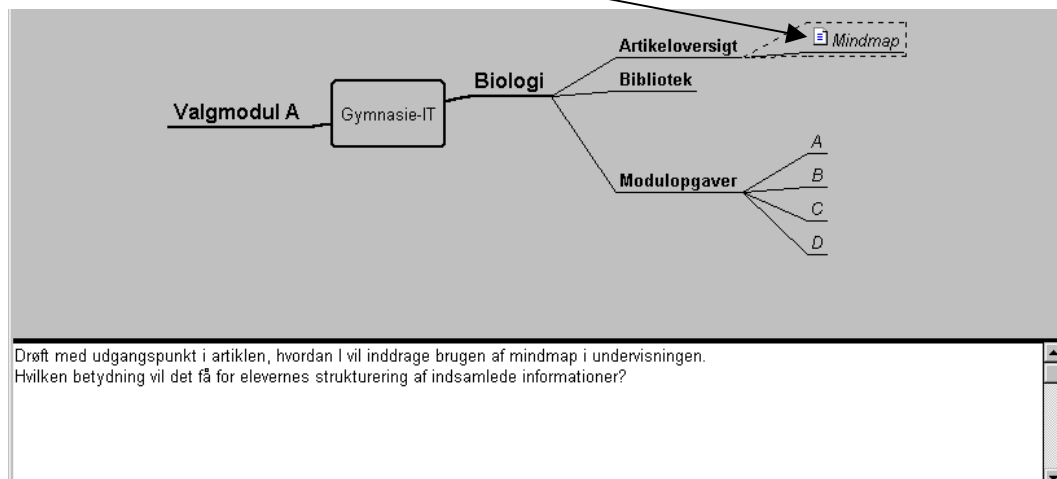 Valgmodul A
Gymnasie-IT
Biologi
Artikeloversigt
Mindmap
Bibliotek
Modulopgaver
A
B
C
D
Drøft med udgangspunkt i artiklen, hvordan I vil inddrage brugen af mindmap i undervisningen.
Hvilken betydning vil det få for elevernes strukturering af indsamlede informationer?